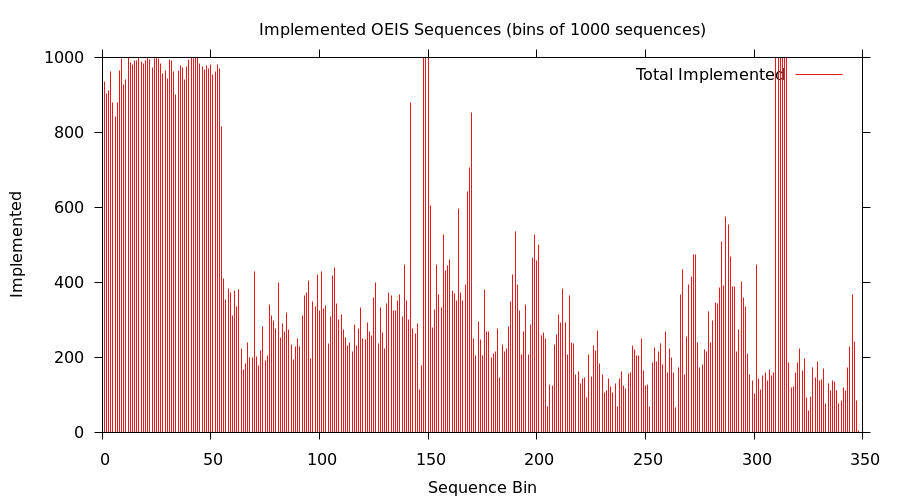 Implemented OEIS Sequences (bins of 1000 sequences)
Total Implemented
1000
800
600
400
200
0
Implemented
0 50 100 150 200 250 300 350
Sequence Bin